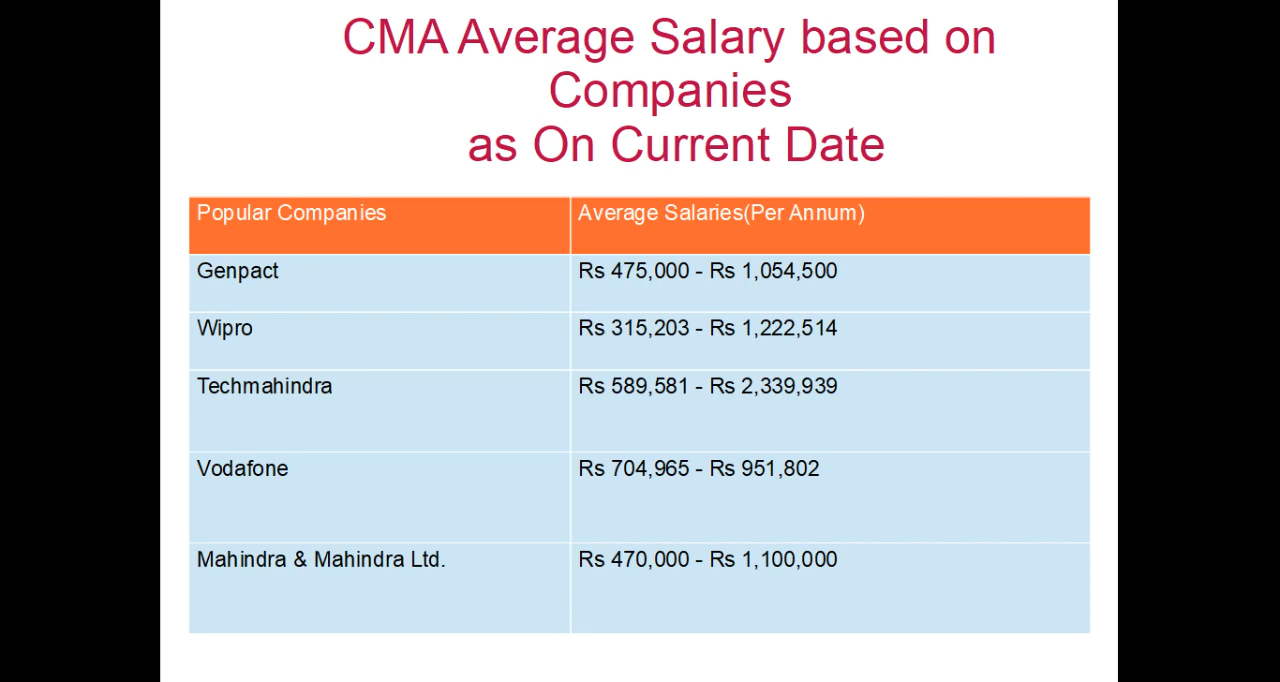 CMA Average Salary based on
Companies
as On Current Date
Popular Companies
Average Salaries(Per Annum)
Genpact
Rs 475,000 - Rs 1,054,500
Wipro
Rs 315,203 - Rs 1,222,514
Techmahindra
Rs 589,581 - Rs 2,339,939
Vodafone
Rs 704,965 - Rs 951,802
Mahindra & Mahindra Ltd.
Rs 470,000 - Rs 1,100,000